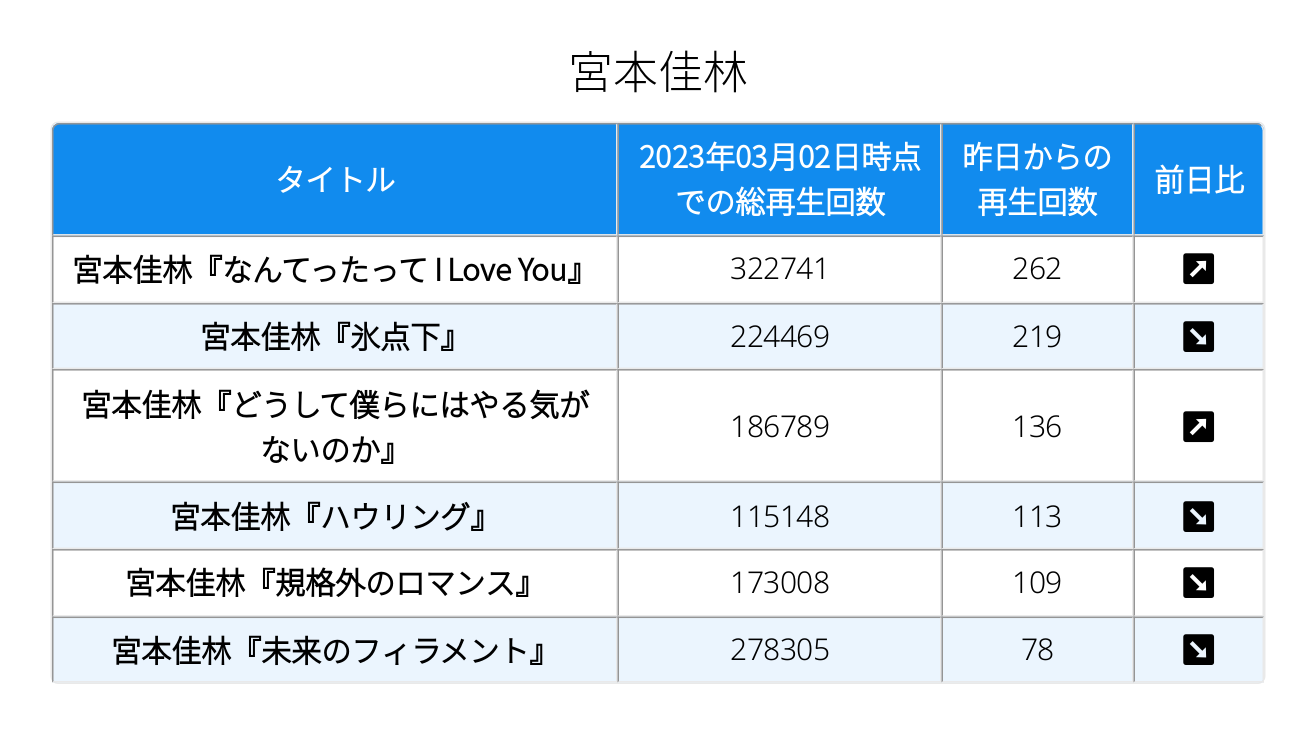 宮本佳林
タイトル
2023年03月02日時点
での総再生回数
昨日からの
再生回数
前日比
宮本佳林『なんてったって I Love You』
322741
262
宮本佳林『氷点下』
224469
219
宮本佳林『どうして僕らにはやる気が
ないのか』
186789
136
宮本佳林『ハウリング』
115148
113
宮本佳林『規格外のロマンス』
173008
109
宮本佳林『未来のフィラメント』
278305
78